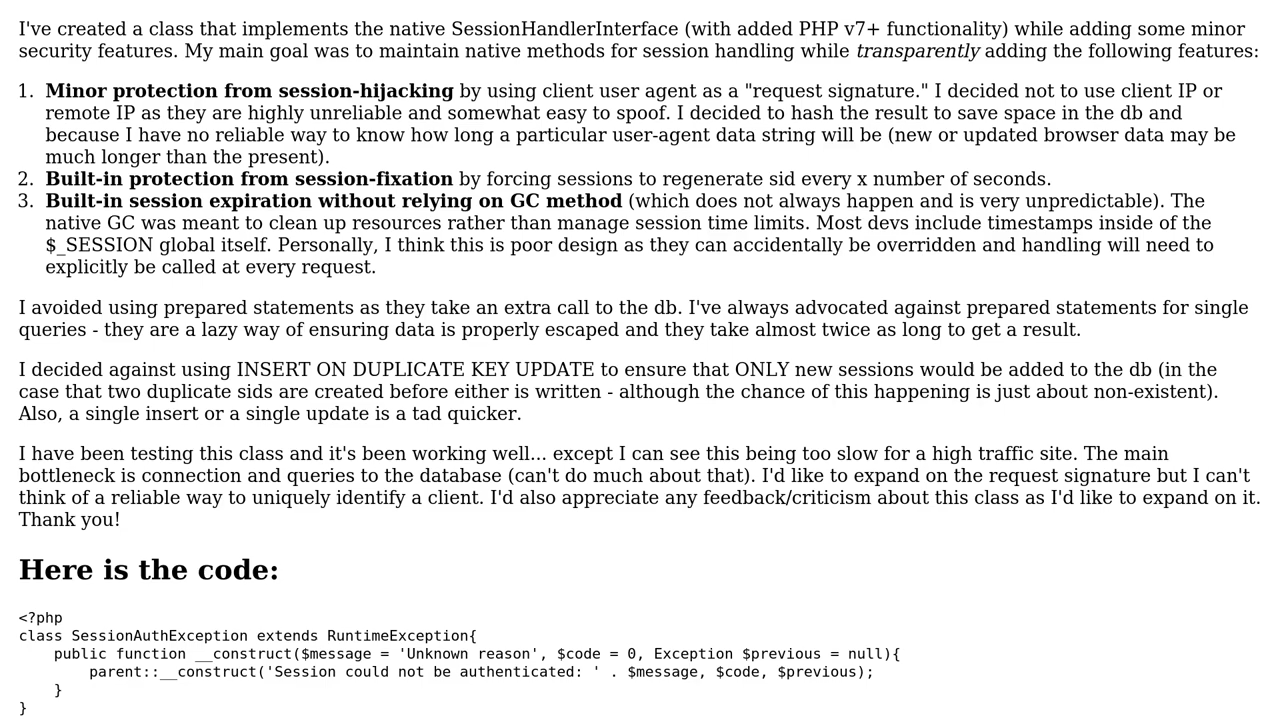 I've created a class that implements the native SessionHandlerInterface (with added PHP v7+ functionality) while adding some minor
security features. My main goal was to maintain native methods for session handling while transparently adding the following features:
1. Minor protection from session-hijacking by using client user agent as a "request signature." I decided not to use client IP or
remote IP as they are highly unreliable and somewhat easy to spoof. I decided to hash the result to save space in the db and
because I have no reliable way to know how long a particular user-agent data string will be (new or updated browser data may be
much longer than the present).
2. Built-in protection from session-fixation by forcing sessions to regenerate sid every x number of seconds.
3. Built-in session expiration without relying on GC method (which does not always happen and is very unpredictable). The
native GC was meant to clean up resources rather than manage session time limits. Most devs include timestamps inside of the
$_SESSION global itself. Personally, I think this is poor design as they can accidentally be overridden and handling will need to
explicitly be called at every request.
I avoided using prepared statements as they take an extra call to the db. I've always advocated against prepared statements for single
queries - they are a lazy way of ensuring data is properly escaped and they take almost twice as long to get a result.
I decided against using INSERT ON DUPLICATE KEY UPDATE to ensure that ONLY new sessions would be added to the db (in the
case that two duplicate sids are created before either is written - although the chance of this happening is just about non-existent).
Also, a single insert or a single update is a tad quicker.
I have been testing this class and it's been working well... except I can see this being too slow for a high traffic site. The main
bottleneck is connection and queries to the database (can't do much about that). I'd like to expand on the request signature but I can't
think of a reliable way to uniquely identify a client. I'd also appreciate any feedback/criticism about this class as I'd like to expand on it.
Thank you!
Here is the code:
<?php
class SessionAuthException extends RuntimeException{
    public function __construct($message = 'Unknown reason', $code = 0, Exception $previous = null){
        parent::__construct('Session could not be authenticated: ' . $message, $code, $previous);
    }
}